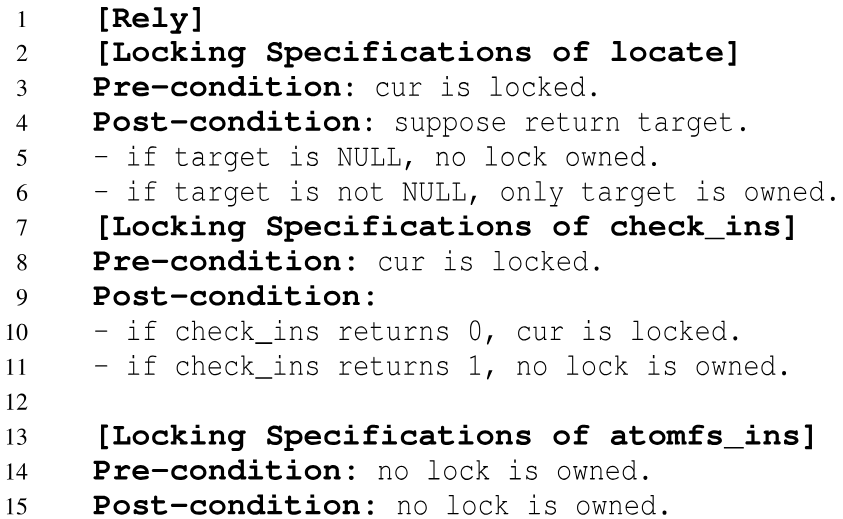 1 [Rely]
2 [Locking Specifications of locate]
3 Pre-condition: cur is locked.
4 Post-condition: suppose return target.
5 - if target is NULL, no lock owned.
6 - if target is not NULL, only target is owned.
7 [Locking Specifications of check_ins]
8 Pre-condition: cur is locked.
9 Post-condition:
10 - if check_ins returns 0, cur is locked.
11 - if check_ins returns 1, no lock is owned.
12
13 [Locking Specifications of atomfs_ins]
14 Pre-condition: no lock is owned.
15 Post-condition: no lock is owned.